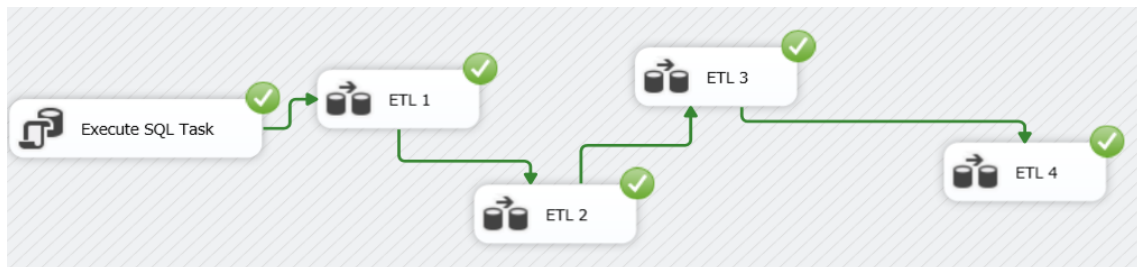 Execute SQL Task
ETL 1
ETL 2
ETL 3
ETL 4